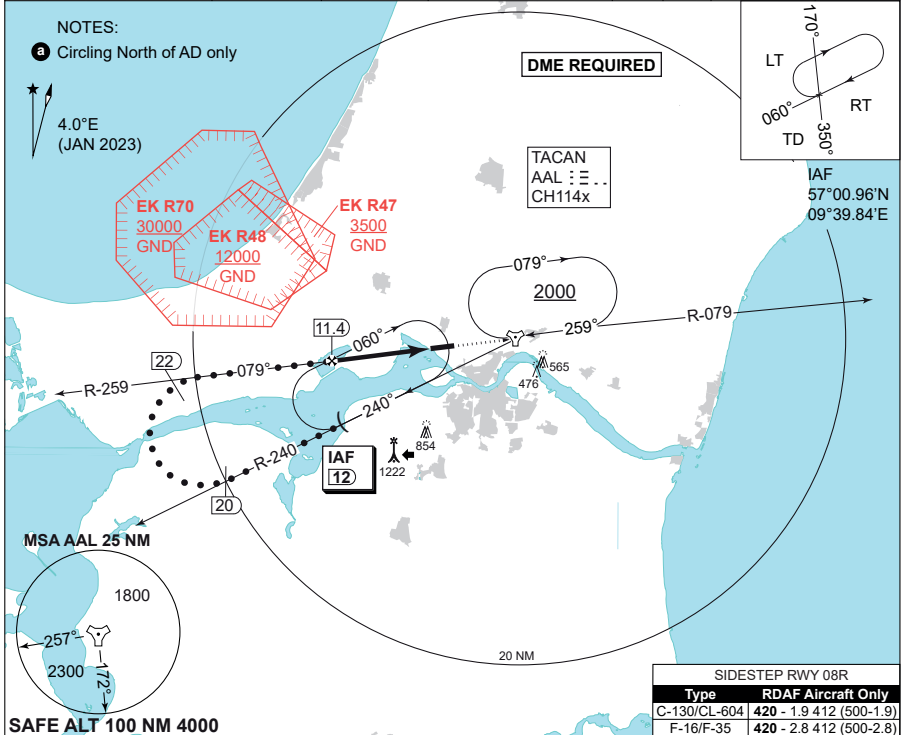 NOTES:
a Circling North of AD only
4.0°E
(JAN 2023)
DME REQUIRED
170°
LT
RT
060°
TD
350°
IAF
57°00.96'N
09°39.84'E
TACAN
AAL
CH114x
EK R70
30000
GND
EK R48
12000
GND
EK R47
3500
GND
079°
2000
259°
R-079
11.4
060°
22
079°
R-259
240°
R-240
20
IAF
12
565
476
854
1222
MSA AAL 25 NM
1800
257°
2300
172°
SAFE ALT 100 NM 4000
20 NM
SIDESTEP RWY 08R
Type RDAF Aircraft Only
C-130/CL-604 420 - 1.9 412 (500-1.9)
F-16/F-35 420 - 2.8 412 (500-2.8)